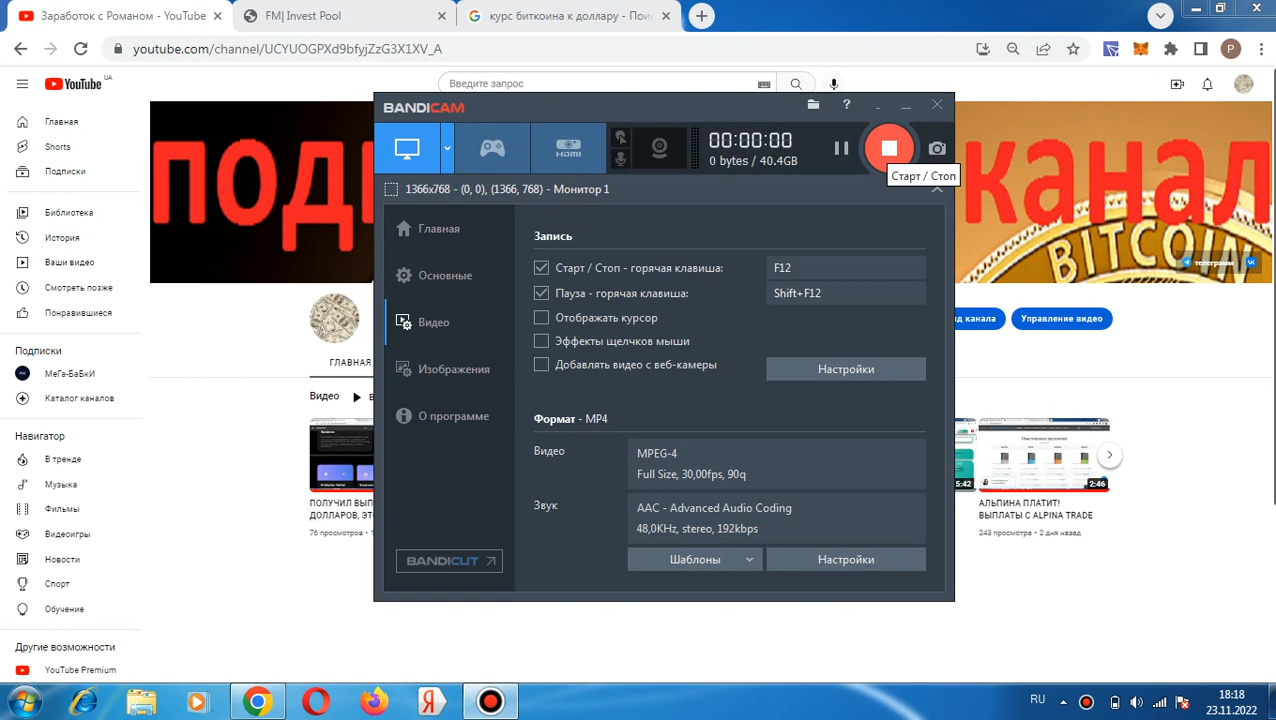 Заработок с Романом - YouTube
FM| Invest Pool
курс биткоина к доллару - Пои
youtube.com/channel/UCYUOGPXd9bfyjZzG3X1XV_A
P
YouTube
UA
Введите запрос
Главная
Shorts
Подписки
Библиотека
История
Ваши видео
Смотреть позже
Понравившиеся
Подписки
МеГа-БаБкИ
Каталог каналов
Навигатор
В тренде
Музыка
Фильмы
Видеоигры
Новости
Спорт
Обучение
Другие возможности
YouTube Premium
канал
BITCOIN
телеграмм
ид канала
Управление видео
ГЛАВНАЯ
Видео
ПОЛУЧИЛ ВЫП
ДОЛЛАРОВ, ЭТ
76 просмотров
5:42
2:46
АЛЬПИНА ПЛАТИТ!
ВЫПЛАТЫ С ALPINA TRADE
243 просмотра • 2 дня назад
BANDICAM
?
HDMI
00:00:00
0 bytes / 40.4GB
Старт / Стоп
1366x768 - (0, 0), (1366, 768) - Монитор 1
Главная
Основные
Видео
Изображения
О программе
BANDICUT
Запись
Старт / Стоп - горячая клавиша:
F12
Пауза - горячая клавиша:
Shift+F12
Отображать курсор
Эффекты щелчков мыши
Добавлять видео с веб-камеры
Настройки
Формат - MP4
Видео
MPEG-4
Full Size, 30,00fps, 90q
Звук
AAC - Advanced Audio Coding
48,0KHz, stereo, 192kbps
Шаблоны
Настройки
RU
18:18
23.11.2022